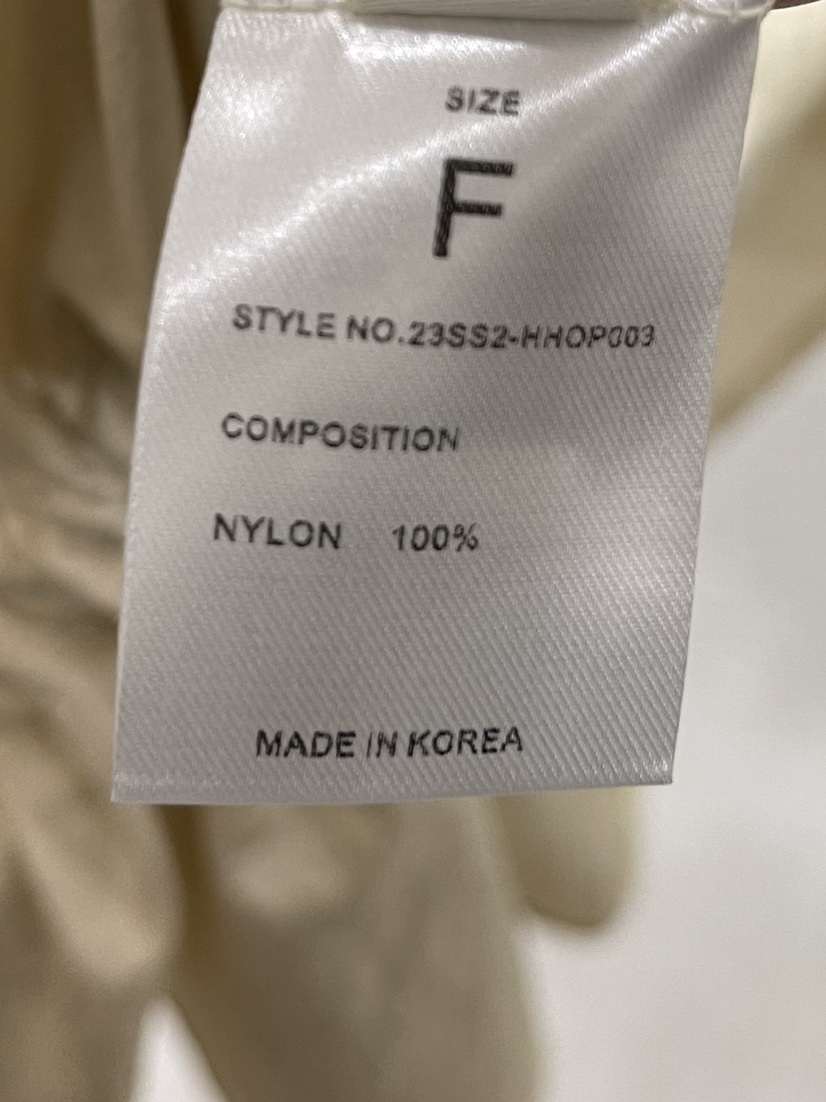 SIZE
F
STYLE NO.23SS2-HHOP003
COMPOSITION
NYLON 100%
MADE IN KOREA